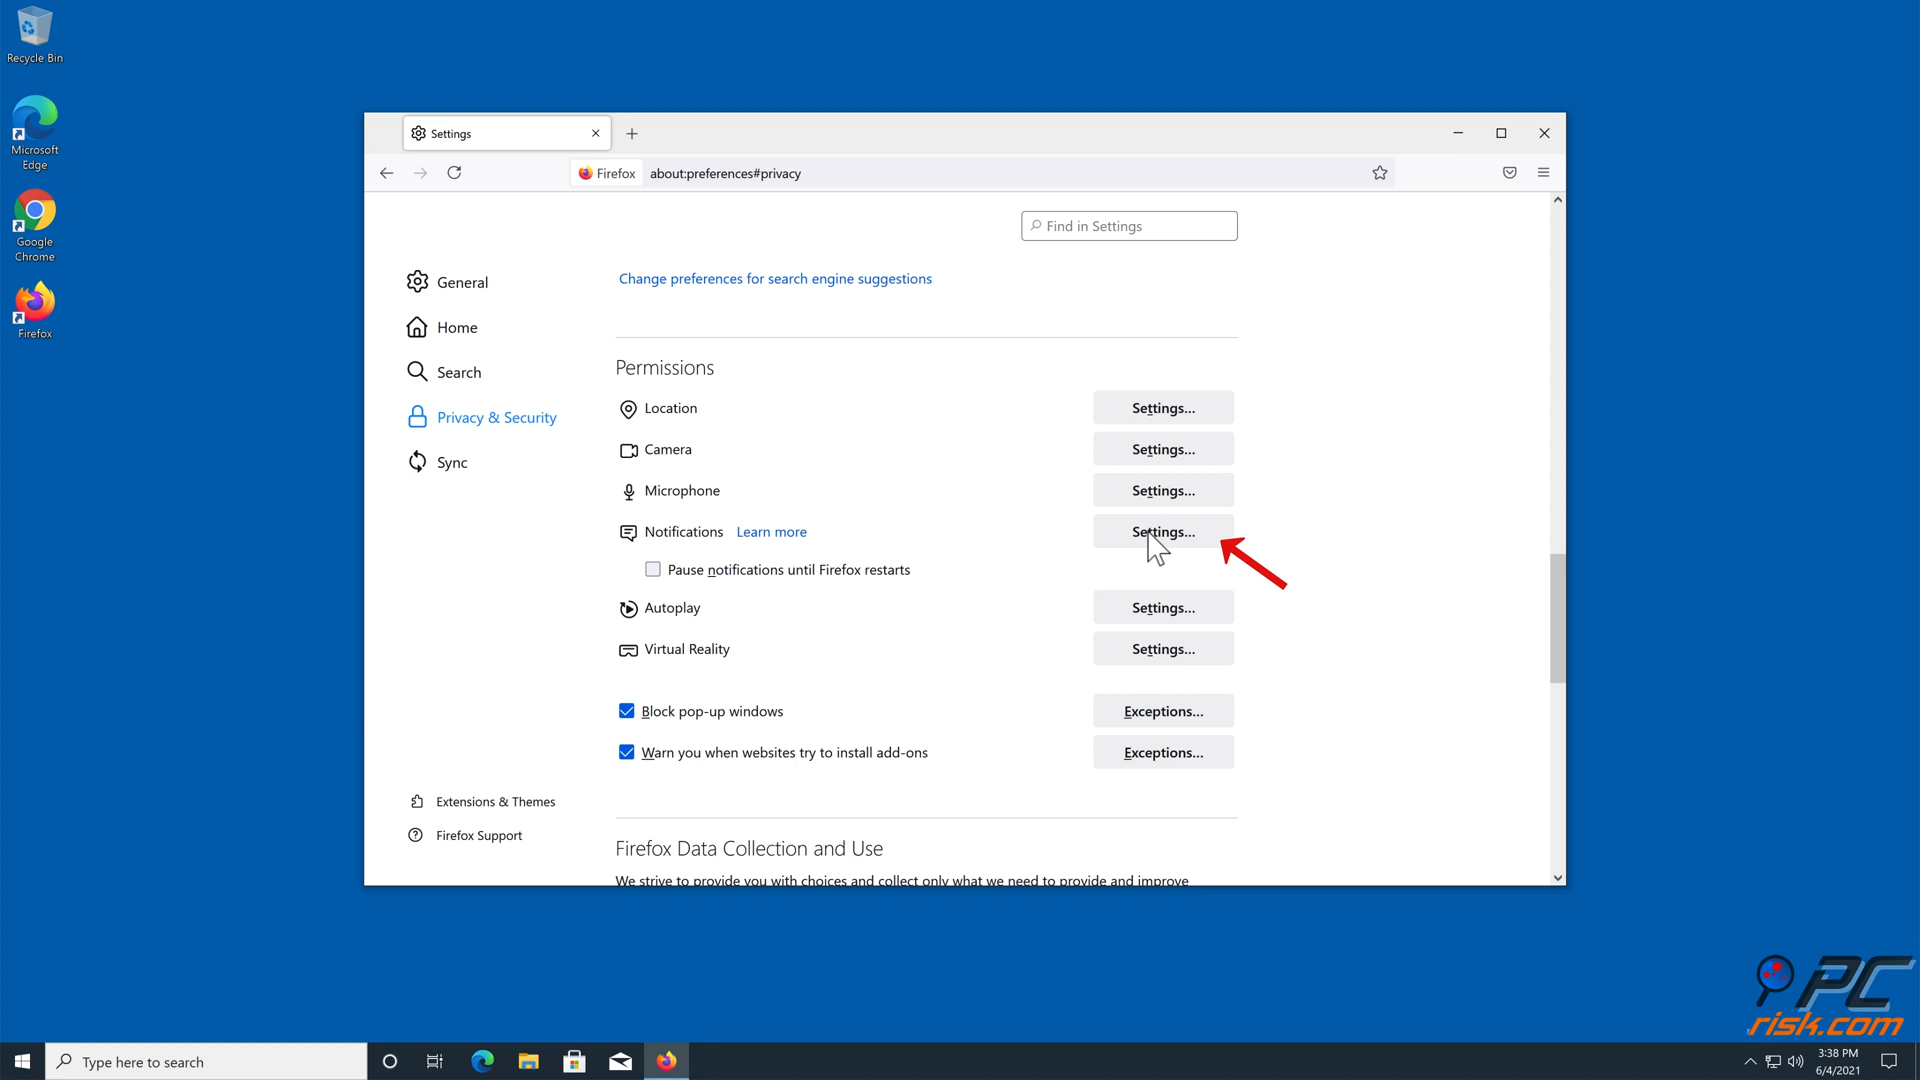 Recycle Bin
Microsoft
Edge
Google
Chrome
Firefox
Settings
Firefox
about:preferences#privacy
Find in Settings
General
Home
Search
Privacy & Security
Sync
Extensions & Themes
Firefox Support
Change preferences for search engine suggestions
Permissions
Location
Settings...
Camera
Settings...
Microphone
Settings...
Notifications Learn more
Settings...
Pause notifications until Firefox restarts
Autoplay
Settings...
Virtual Reality
Settings...
Block pop-up windows
Exceptions...
Warn you when websites try to install add-ons
Exceptions...
Firefox Data Collection and Use
We strive to provide you with choices and collect only what we need to provide and improve
PC
risk.com
Type here to search
3:38 PM
6/4/2021